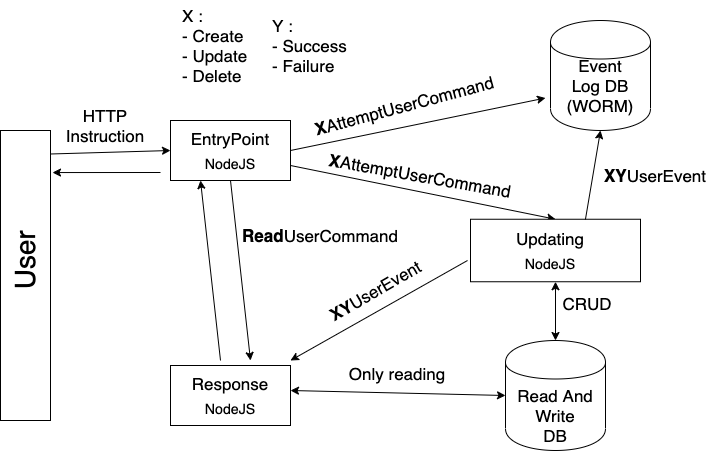 X :
- Create
- Update
- Delete
Y :
- Success
- Failure
HTTP
Instruction
EntryPoint
NodeJS
XAttemptUserCommand
Event
Log DB
(WORM)
XAttemptUserCommand
XYUserEvent
User
ReadUserCommand
Updating
NodeJS
XYUserEvent
CRUD
Response
NodeJS
Only reading
Read And
Write
DB